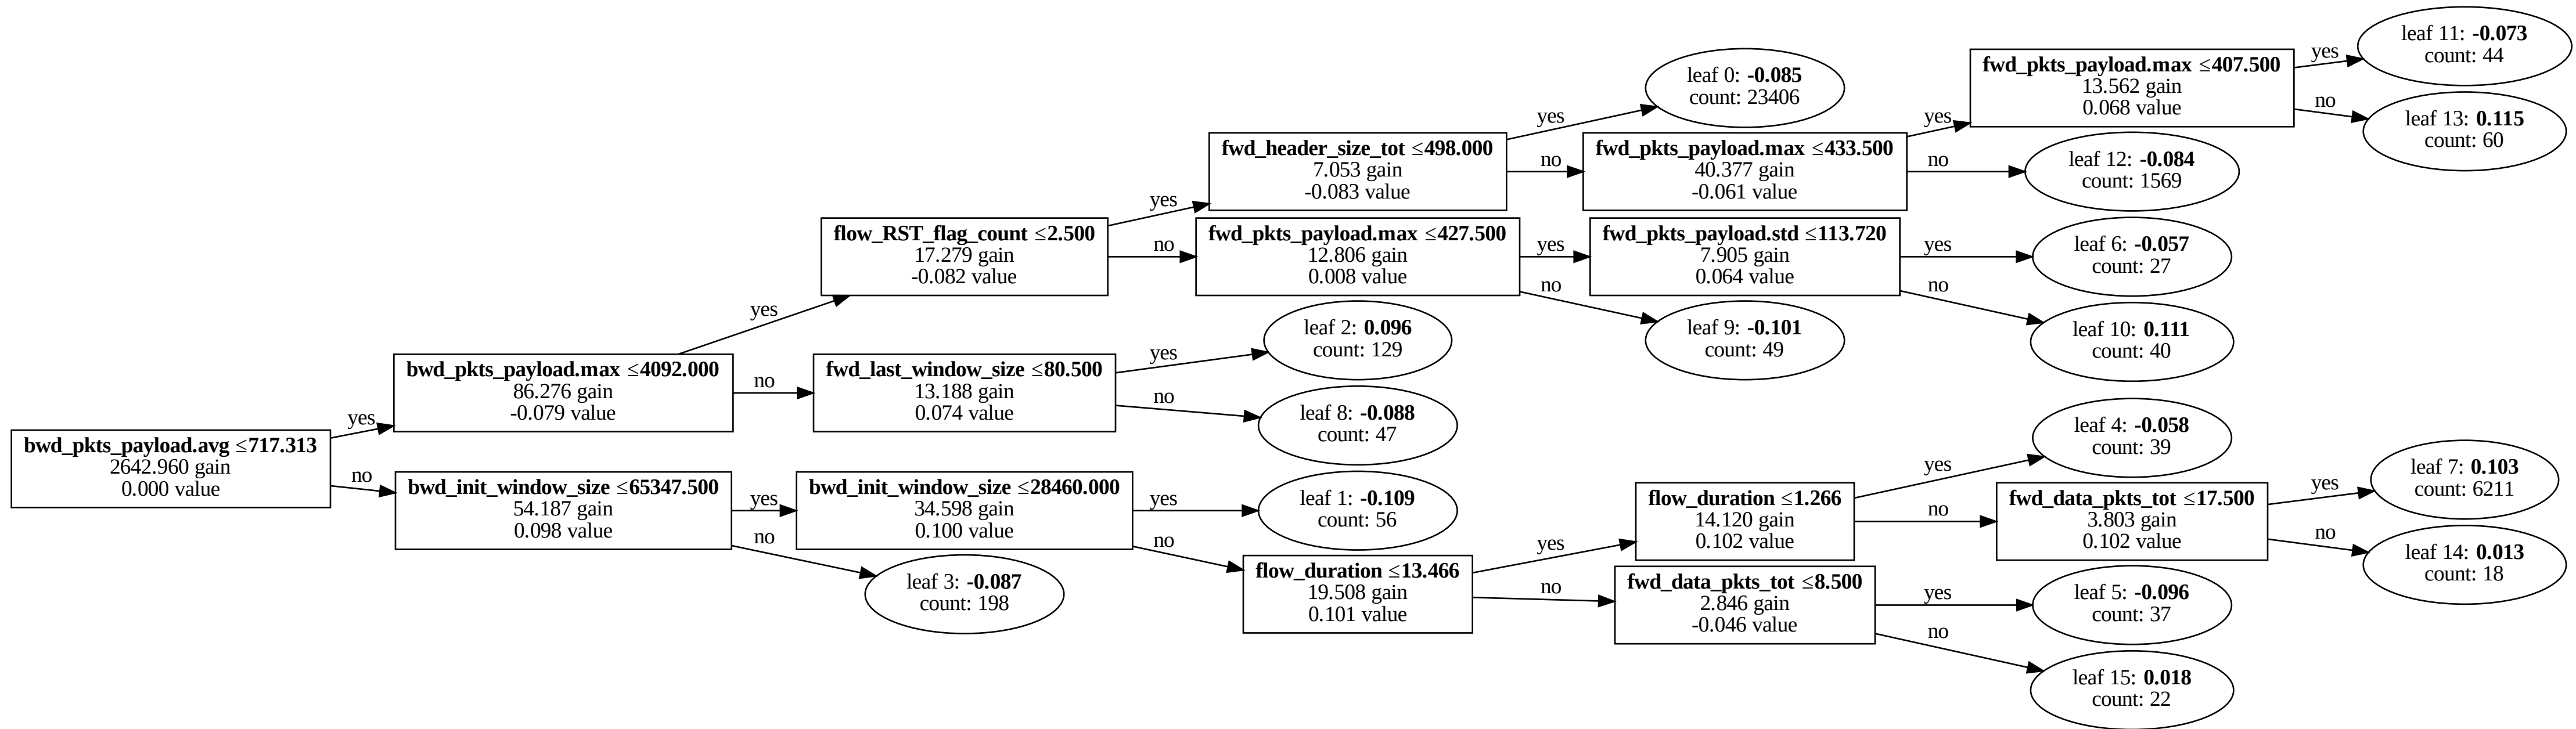 bwd_pkts_payload.avg ≤717.313
2642.960 gain
0.000 value
yes
no
bwd_pkts_payload.max ≤4092.000
86.276 gain
-0.079 value
yes
no
bwd_init_window_size ≤65347.500
54.187 gain
0.098 value
yes
no
flow_RST_flag_count ≤2.500
17.279 gain
-0.082 value
yes
no
fwd_last_window_size ≤80.500
13.188 gain
0.074 value
yes
no
bwd_init_window_size ≤28460.000
34.598 gain
0.100 value
yes
no
leaf 3: -0.087
count: 198
fwd_header_size_tot ≤498.000
7.053 gain
-0.083 value
yes
no
fwd_pkts_payload.max ≤427.500
12.806 gain
0.008 value
yes
no
leaf 2: 0.096
count: 129
leaf 8: -0.088
count: 47
leaf 1: -0.109
count: 56
flow_duration ≤13.466
19.508 gain
0.101 value
yes
no
leaf 0: -0.085
count: 23406
fwd_pkts_payload.max ≤433.500
40.377 gain
-0.061 value
yes
no
fwd_pkts_payload.std ≤113.720
7.905 gain
0.064 value
yes
no
leaf 9: -0.101
count: 49
flow_duration ≤1.266
14.120 gain
0.102 value
yes
no
fwd_data_pkts_tot ≤8.500
2.846 gain
-0.046 value
yes
no
fwd_pkts_payload.max ≤407.500
13.562 gain
0.068 value
yes
no
leaf 12: -0.084
count: 1569
leaf 6: -0.057
count: 27
leaf 10: 0.111
count: 40
leaf 4: -0.058
count: 39
fwd_data_pkts_tot ≤17.500
3.803 gain
0.102 value
yes
no
leaf 5: -0.096
count: 37
leaf 15: 0.018
count: 22
leaf 11: -0.073
count: 44
leaf 13: 0.115
count: 60
leaf 7: 0.103
count: 6211
leaf 14: 0.013
count: 18